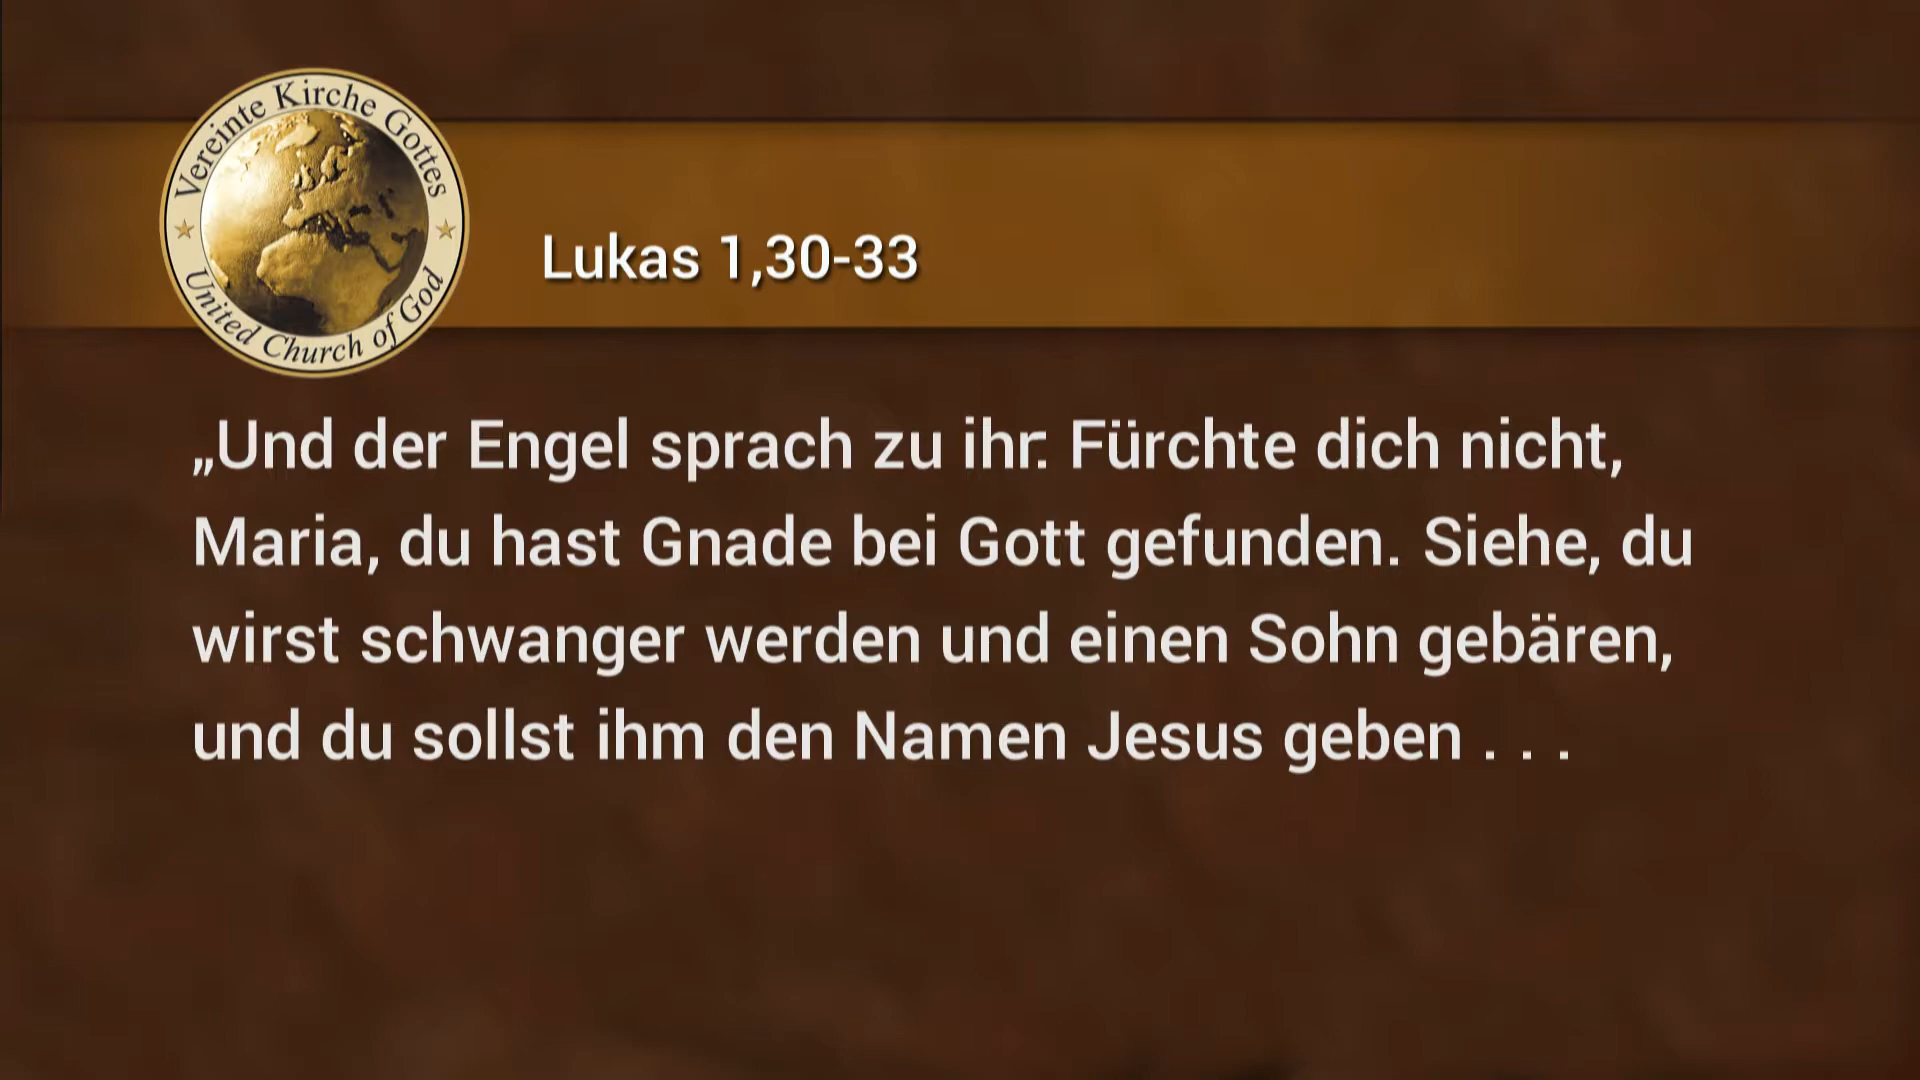 Vereinte Kirche Gottes
United Church of God
Lukas 1,30-33
„Und der Engel sprach zu ihr: Fürchte dich nicht,
Maria, du hast Gnade bei Gott gefunden. Siehe, du
wirst schwanger werden und einen Sohn gebären,
und du sollst ihm den Namen Jesus geben . . .